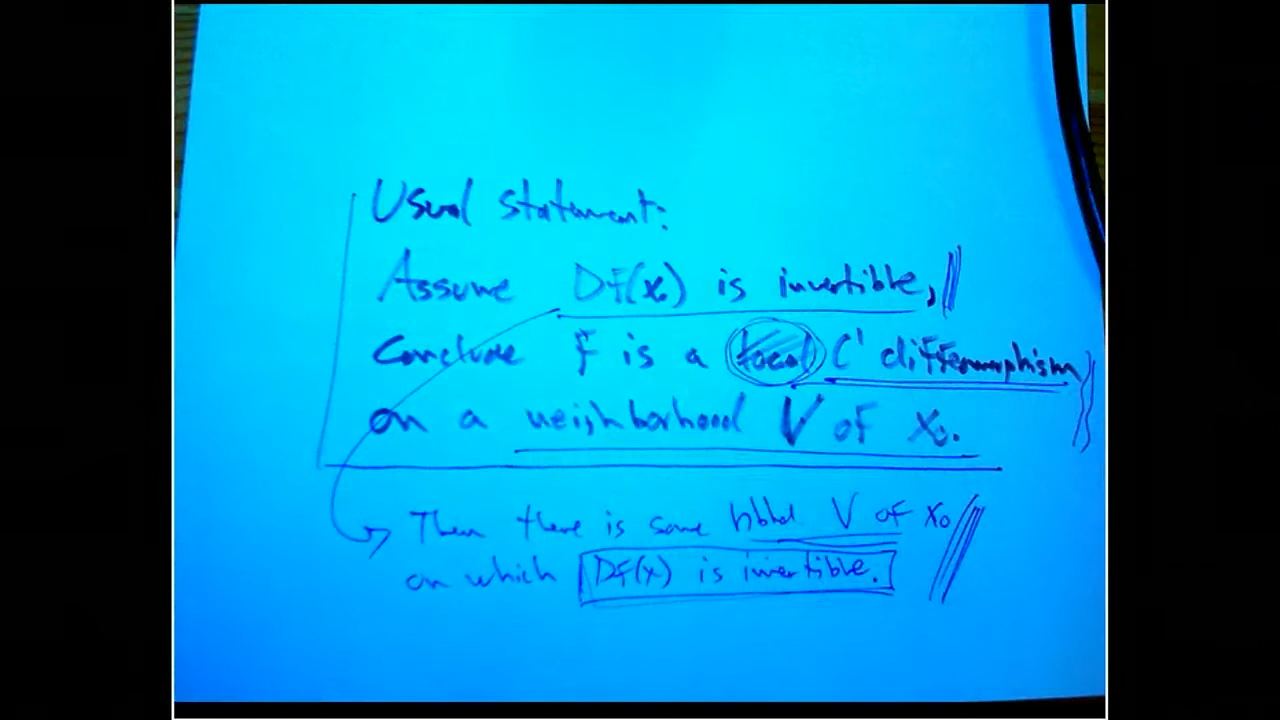 Usual statement:
Assume Df(x₀) is invertible,
Conclude f is a local C¹ diffeomorphism
on a neighborhood V of x₀.
Then there is some nbhd V of x₀
on which Df(x) is invertible.